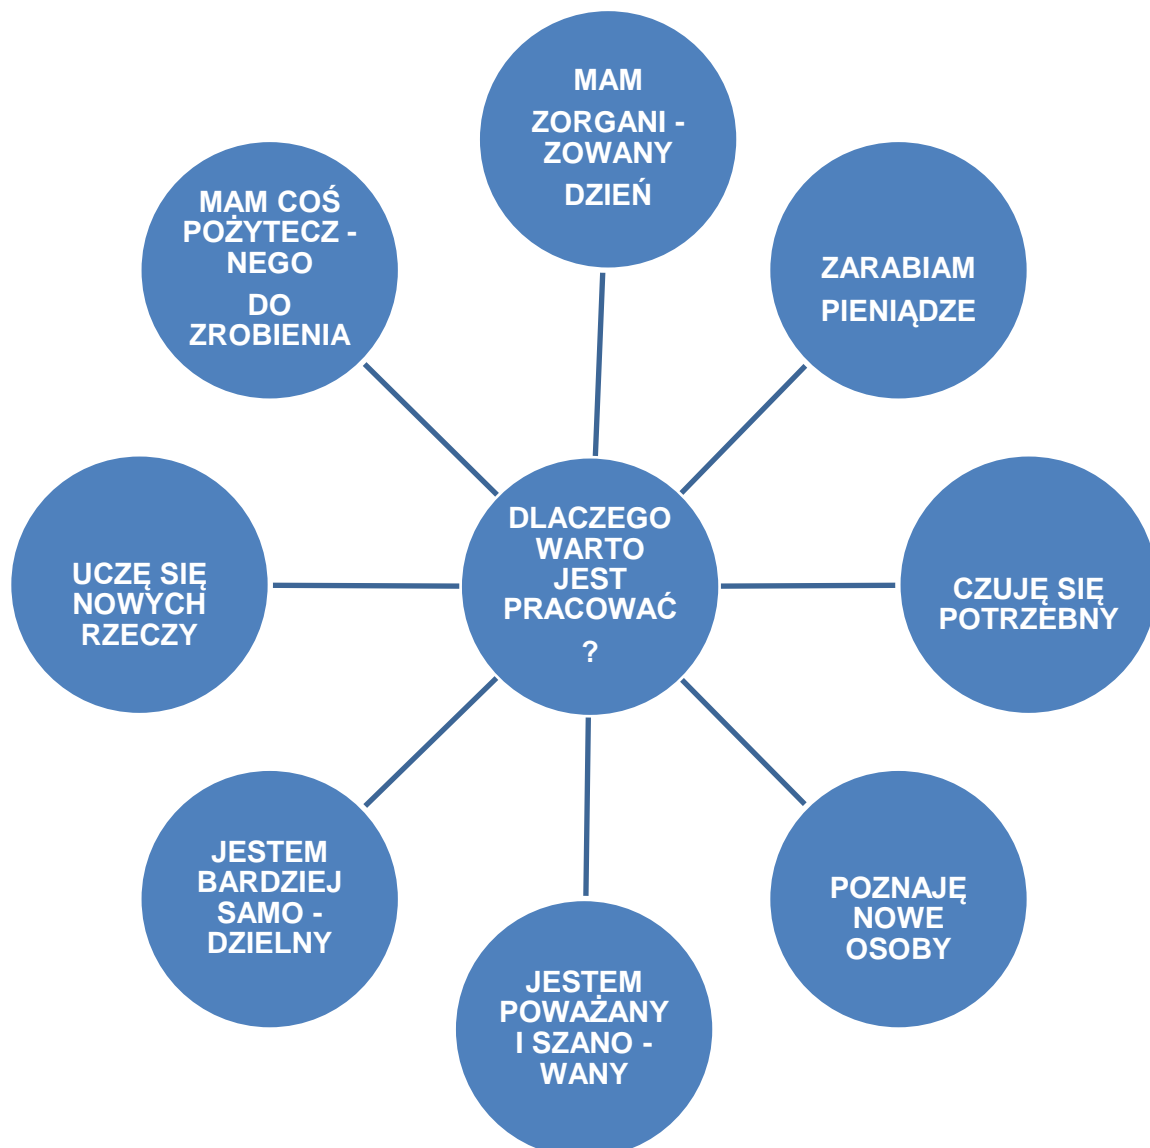 MAM
ZORGANI -
ZOWANY
DZIEŃ
ZARABIAM
PIENIĄDZE
CZUJĘ SIĘ
POTRZEBNY
POZNAJĘ
NOWE
OSOBY
JESTEM
POWAŻANY
I SZANO -
WANY
JESTEM
BARDZIEJ
SAMO -
DZIELNY
UCZĘ SIĘ
NOWYCH
RZECZY
MAM COŚ
POŻYTECZ -
NEGO
DO
ZROBIENIA
DLACZEGO
WARTO
JEST
PRACOWAĆ
?